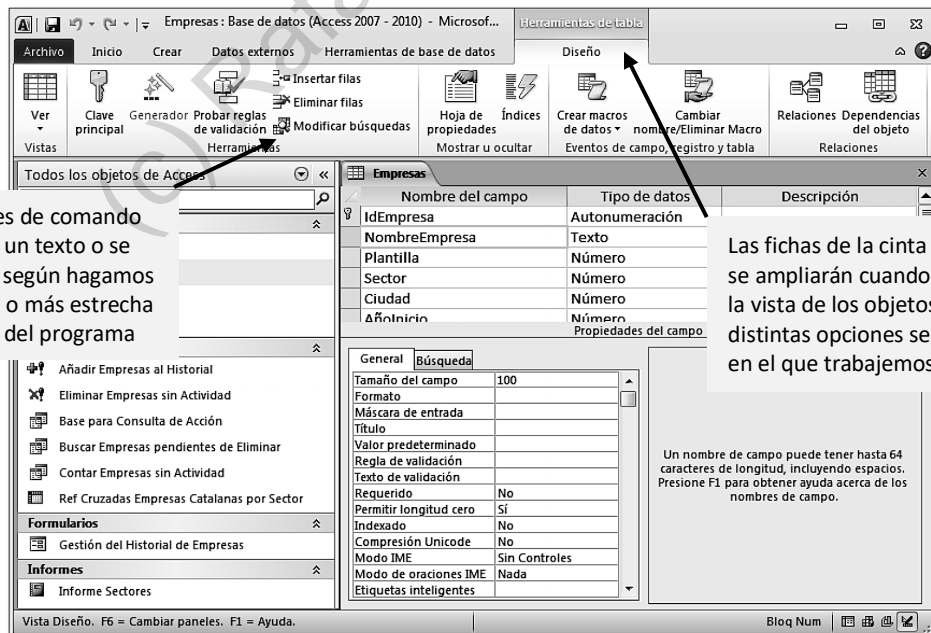 Empresas : Base de datos (Access 2007 - 2010) - Microsof...
Herramientas de tabla
Archivo Inicio Crear Datos externos Herramientas de base de datos Diseño
Ver
Clave principal
Generador
Probar reglas de validación
Insertar filas
Eliminar filas
Modificar búsquedas
Hoja de propiedades
Índices
Crear macros de datos
Cambiar nombre/Eliminar Macro
Relaciones
Dependencias del objeto
Vistas Herramientas Mostrar u ocultar Eventos de campo, registro y tabla Relaciones
(c) Rafa
Todos los objetos de Access
es de comando
un texto o se
según hagamos
o más estrecha
del programa
Añadir Empresas al Historial
Eliminar Empresas sin Actividad
Base para Consulta de Acción
Buscar Empresas pendientes de Eliminar
Contar Empresas sin Actividad
Ref Cruzadas Empresas Catalanas por Sector
Formularios
Gestión del Historial de Empresas
Informes
Informe Sectores
Empresas
Nombre del campo Tipo de datos Descripción
IdEmpresa Autonumeración
NombreEmpresa Texto
Plantilla Número
Sector Número
Ciudad Número
AñoInicio Número
Las fichas de la cinta
se ampliarán cuando
la vista de los objetos
distintas opciones se
en el que trabajemos
Propiedades del campo
General Búsqueda
Tamaño del campo 100
Formato
Máscara de entrada
Título
Valor predeterminado
Regla de validación
Texto de validación
Requerido No
Permitir longitud cero Sí
Indexado No
Compresión Unicode No
Modo IME Sin Controles
Modo de oraciones IME Nada
Etiquetas inteligentes
Un nombre de campo puede tener hasta 64
caracteres de longitud, incluyendo espacios.
Presione F1 para obtener ayuda acerca de los
nombres de campo.
Vista Diseño. F6 = Cambiar paneles. F1 = Ayuda. Bloq Num